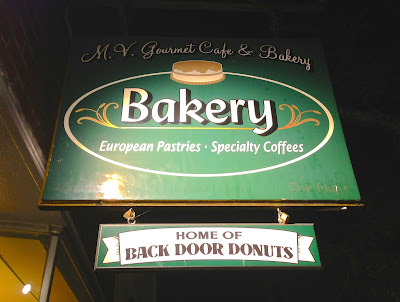 M.V. Gourmet Cafe & Bakery
Bakery
European Pastries · Specialty Coffees
HOME OF
BACK DOOR DONUTS